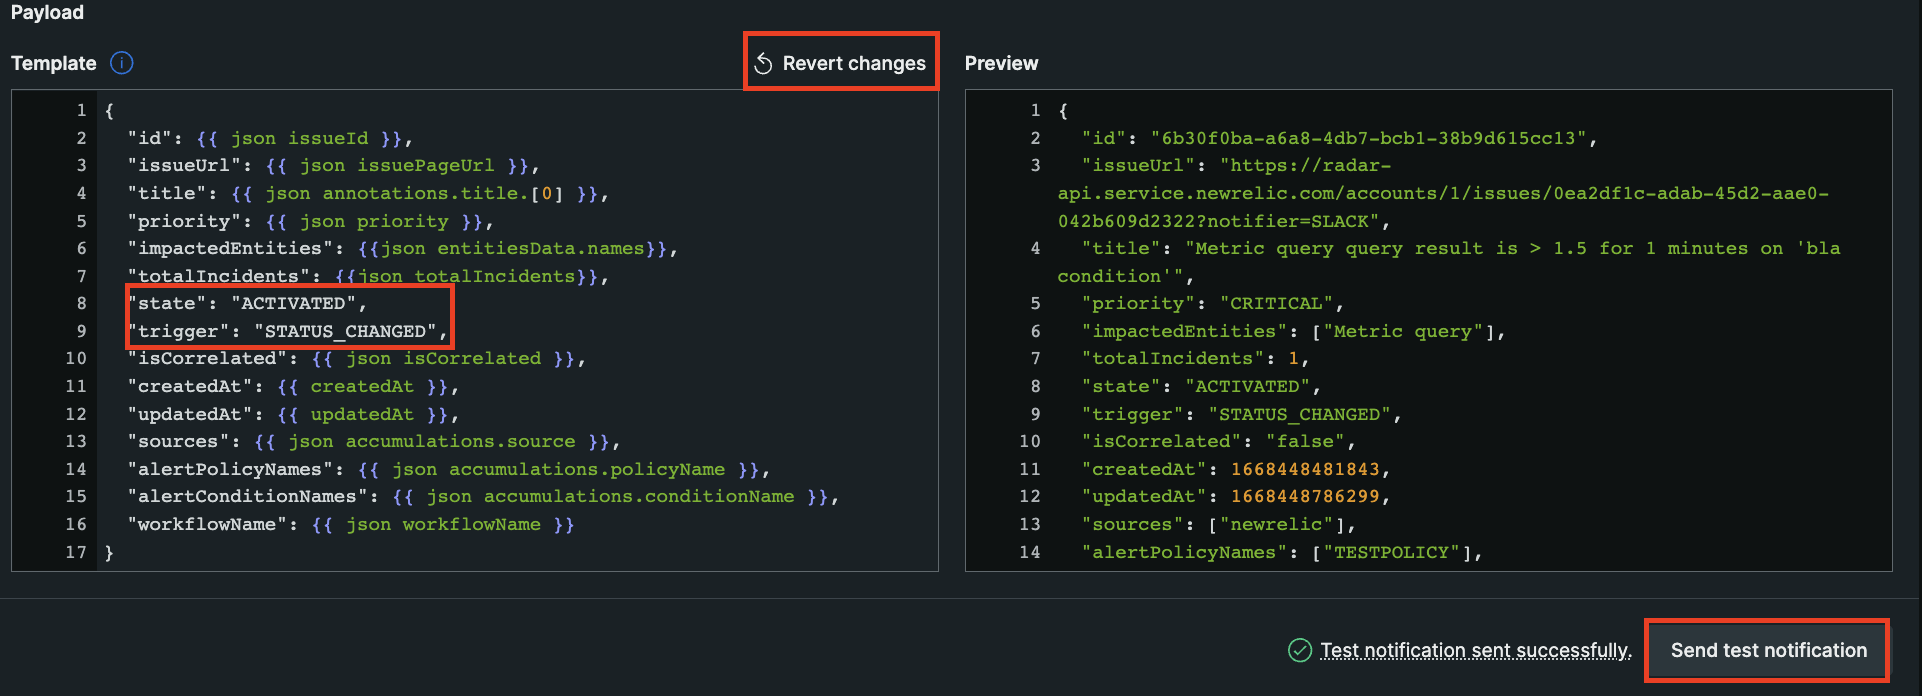 Payload
Template
Revert changes
1 {
2 "id": {{ json issueId }},
3 "issueUrl": {{ json issuePageUrl }},
4 "title": {{ json annotations.title.[0] }},
5 "priority": {{ json priority }},
6 "impactedEntities": {{json entitiesData.names}},
7 "totalIncidents": {{json totalIncidents}},
8 "state": "ACTIVATED",
9 "trigger": "STATUS_CHANGED",
10 "isCorrelated": {{ json isCorrelated }},
11 "createdAt": {{ createdAt }},
12 "updatedAt": {{ updatedAt }},
13 "sources": {{ json accumulations.source }},
14 "alertPolicyNames": {{ json accumulations.policyName }},
15 "alertConditionNames": {{ json accumulations.conditionName }},
16 "workflowName": {{ json workflowName }}
17 }
Preview
1 {
2 "id": "6b30f0ba-a6a8-4db7-bcb1-38b9d615cc13",
3 "issueUrl": "https://radar-
api.service.newrelic.com/accounts/1/issues/0ea2df1c-adab-45d2-aae0-
042b609d2322?notifier=SLACK",
4 "title": "Metric query query result is > 1.5 for 1 minutes on 'bla
condition'",
5 "priority": "CRITICAL",
6 "impactedEntities": ["Metric query"],
7 "totalIncidents": 1,
8 "state": "ACTIVATED",
9 "trigger": "STATUS_CHANGED",
10 "isCorrelated": "false",
11 "createdAt": 1668448481843,
12 "updatedAt": 1668448786299,
13 "sources": ["newrelic"],
14 "alertPolicyNames": ["TESTPOLICY"],
Test notification sent successfully.
Send test notification